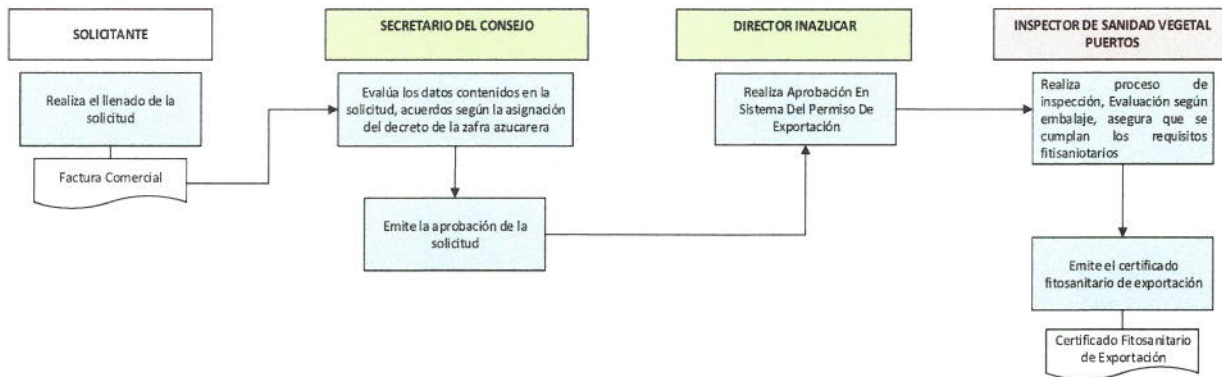 SOLICITANTE
SECRETARIO DEL CONSEJO
DIRECTOR INAZUCAR
INSPECTOR DE SANIDAD VEGETAL
PUERTOS
Realiza el llenado de la
solicitud
Factura Comercial
Evalúa los datos contenidos en la
solicitud, acuerdos según la asignación
del decreto de la zafra azucarera
Emite la aprobación de la
solicitud
Realiza Aprobación En
Sistema Del Permiso De
Exportación
Realiza proceso de
inspección, Evaluación según
embalaje, asegura que se
cumplan los requisitos
fitisaniotarios
Emite el certificado
fitosanitario de exportación
Certificado Fitosanitario
de Exportación